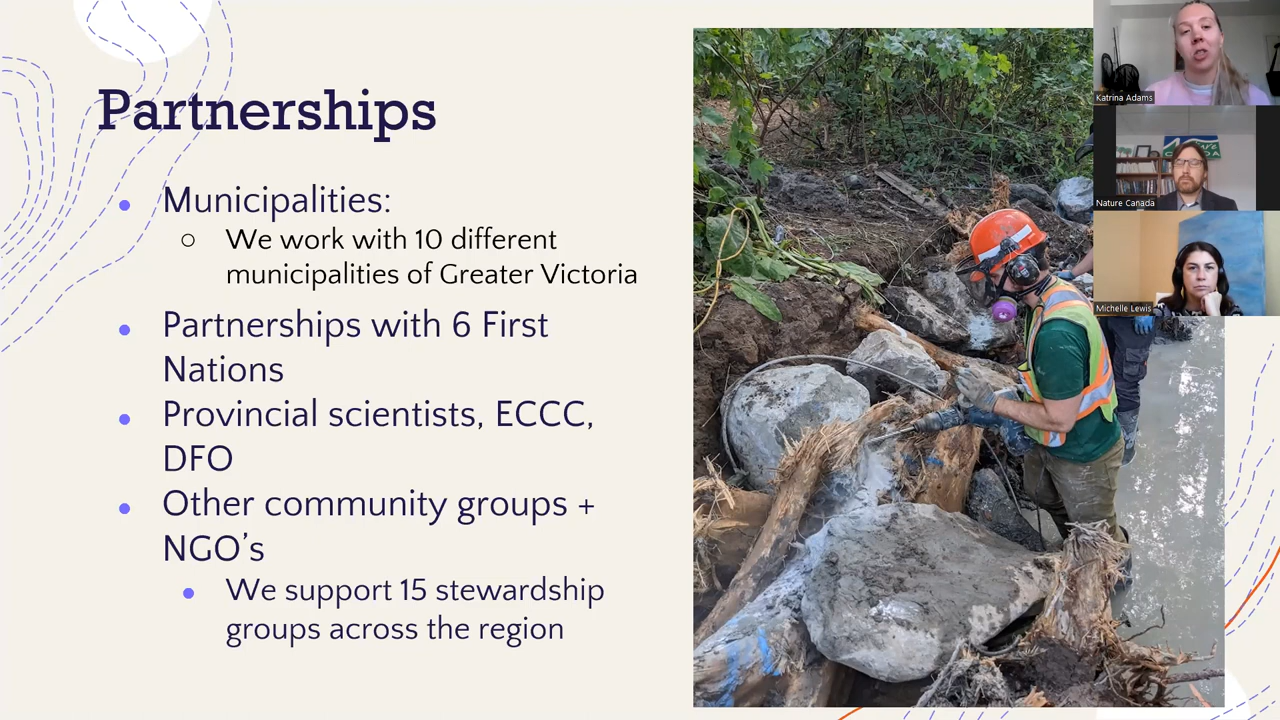 Partnerships
Municipalities:
We work with 10 different
municipalities of Greater Victoria
Partnerships with 6 First
Nations
Provincial scientists, ECCC,
DFO
Other community groups +
NGO's
We support 15 stewardship
groups across the region
Katrina Adams
Nature Canada
Michelle Lewis